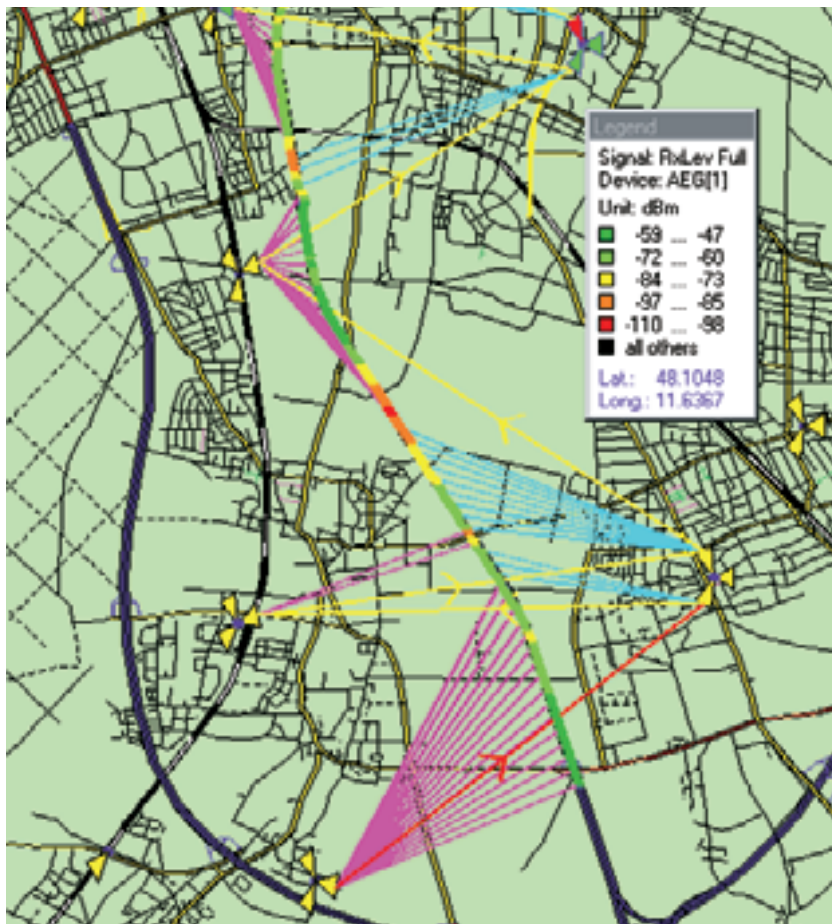 Legend
Signal: RxLev Full
Device: AEG[1]
Unit: dBm
-59 ... -47
-72 ... -60
-84 ... -73
-97 ... -85
-110 ... -98
all others
Lat.: 48.1048
Long.: 11.6367